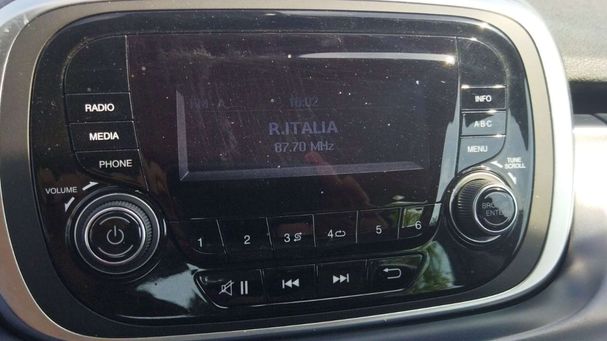 RADIO
MEDIA
PHONE
VOLUME
FM A 16:02
R.ITALIA
87.70 MHz
INFO
ABC
MENU
TUNE
SCROLL
ENTER
1 2 3 4 5 6